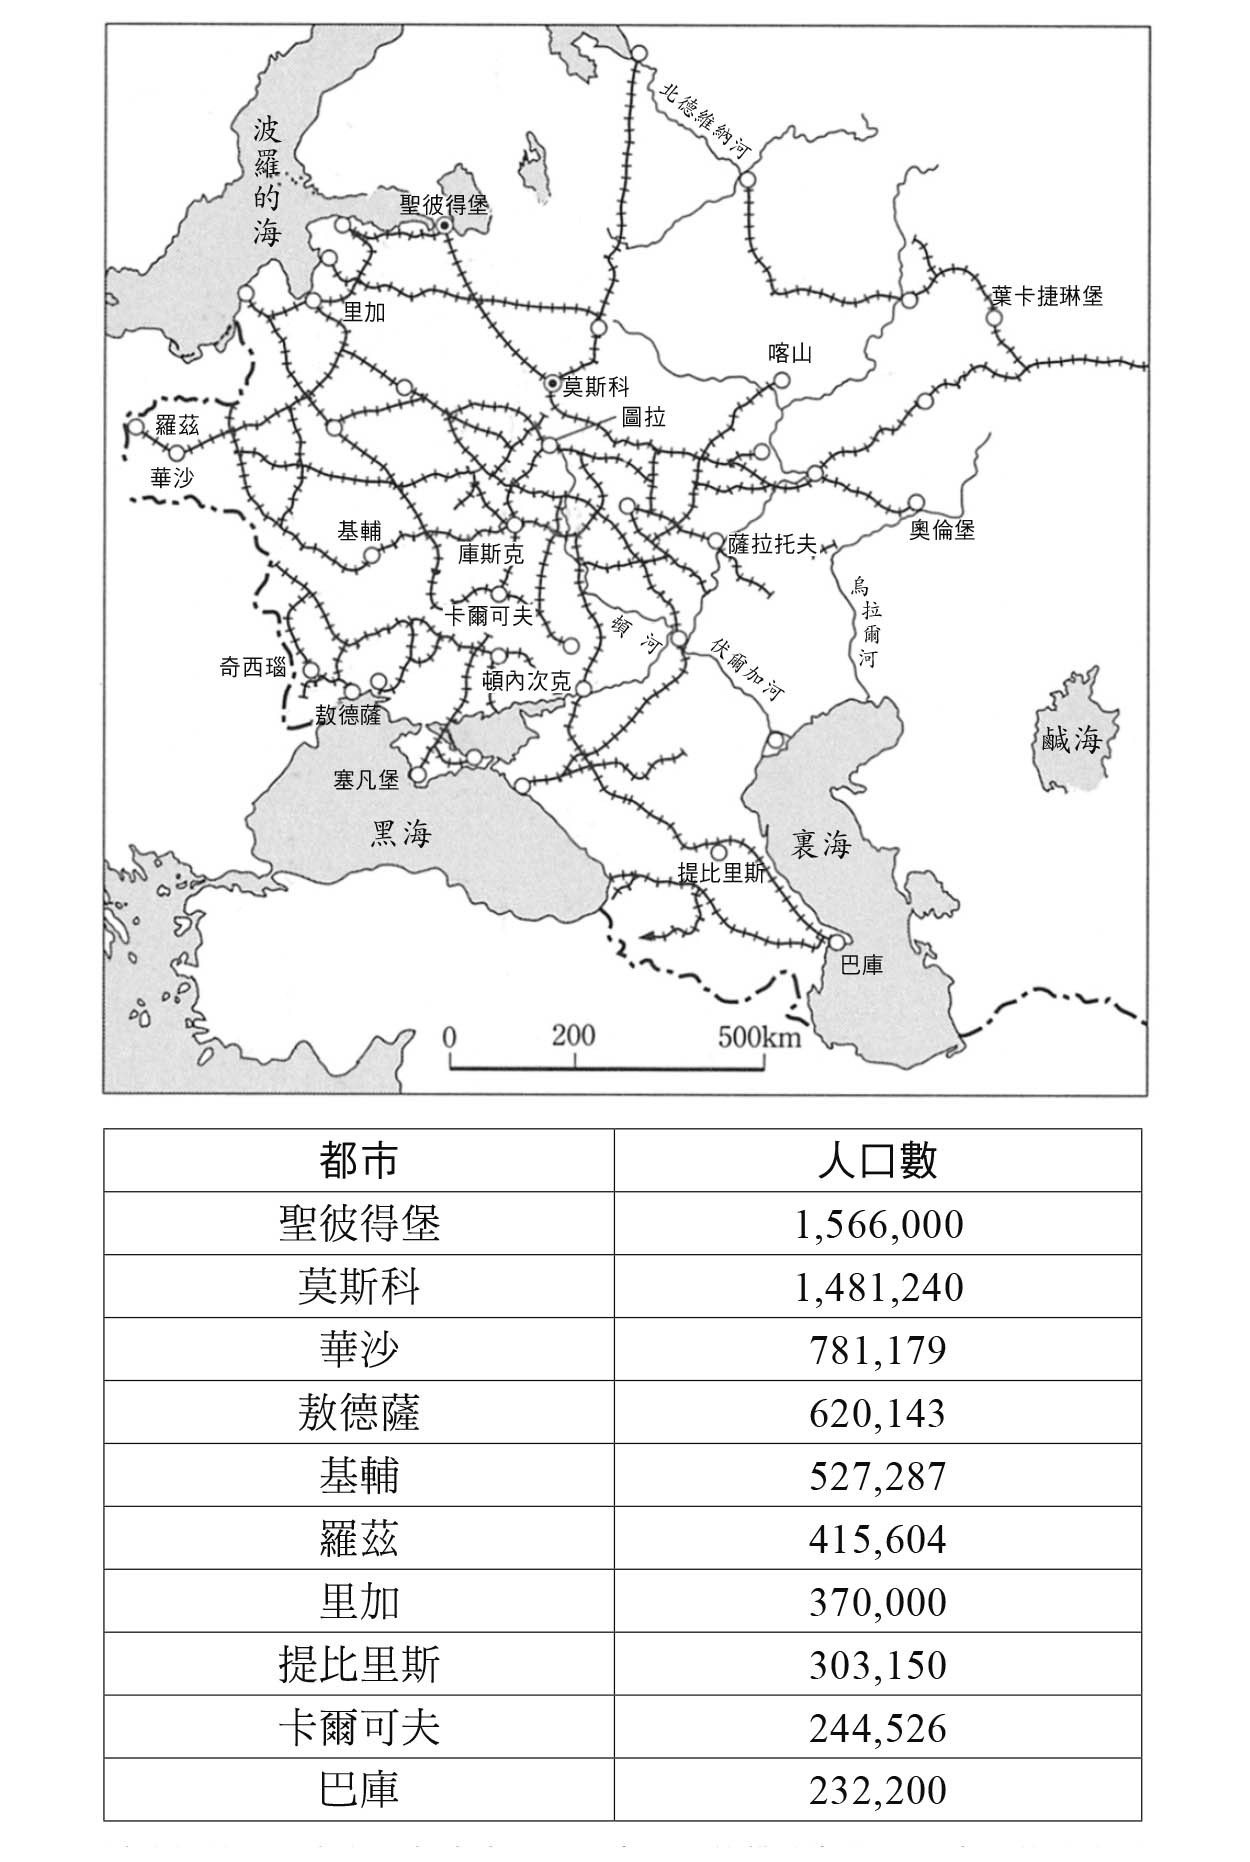 北德維納河
波羅的海
聖彼得堡
葉卡捷琳堡
里加
喀山
莫斯科
圖拉
羅茲
華沙
基輔
庫斯克
薩拉托夫
奧倫堡
烏拉爾河
卡爾可夫
頓河
伏爾加河
奇西瑙
頓內次克
敖德薩
鹹海
塞凡堡
黑海
裏海
提比里斯
巴庫
0 200 500km
都市 人口數
聖彼得堡 1,566,000
莫斯科 1,481,240
華沙 781,179
敖德薩 620,143
基輔 527,287
羅茲 415,604
里加 370,000
提比里斯 303,150
卡爾可夫 244,526
巴庫 232,200